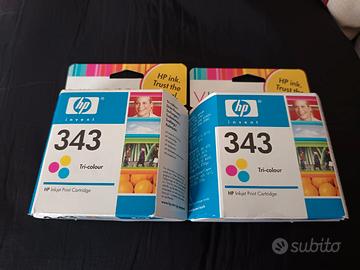 HP ink.
Trust the
HP ink.
Trust the
hp
invent
343
Tri-colour
HP Inkjet Print Cartridge
hp
invent
343
Tri-colour
HP Inkjet Print Cartridge
subito